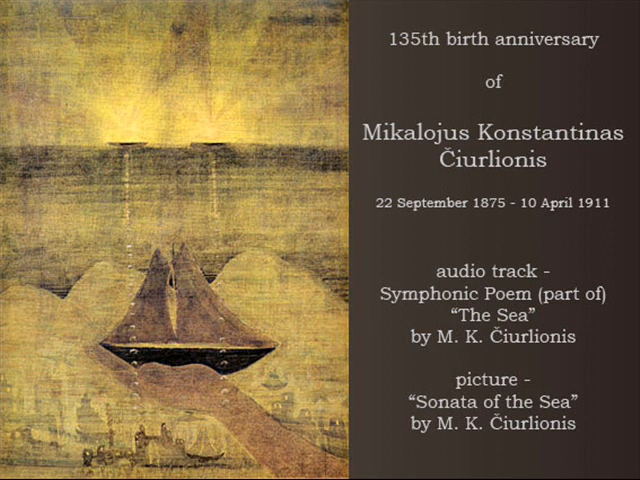 135th birth anniversary
of
Mikalojus Konstantinas
Čiurlionis
22 September 1875 - 10 April 1911
audio track -
Symphonic Poem (part of)
“The Sea”
by M. K. Čiurlionis
picture -
“Sonata of the Sea”
by M. K. Čiurlionis